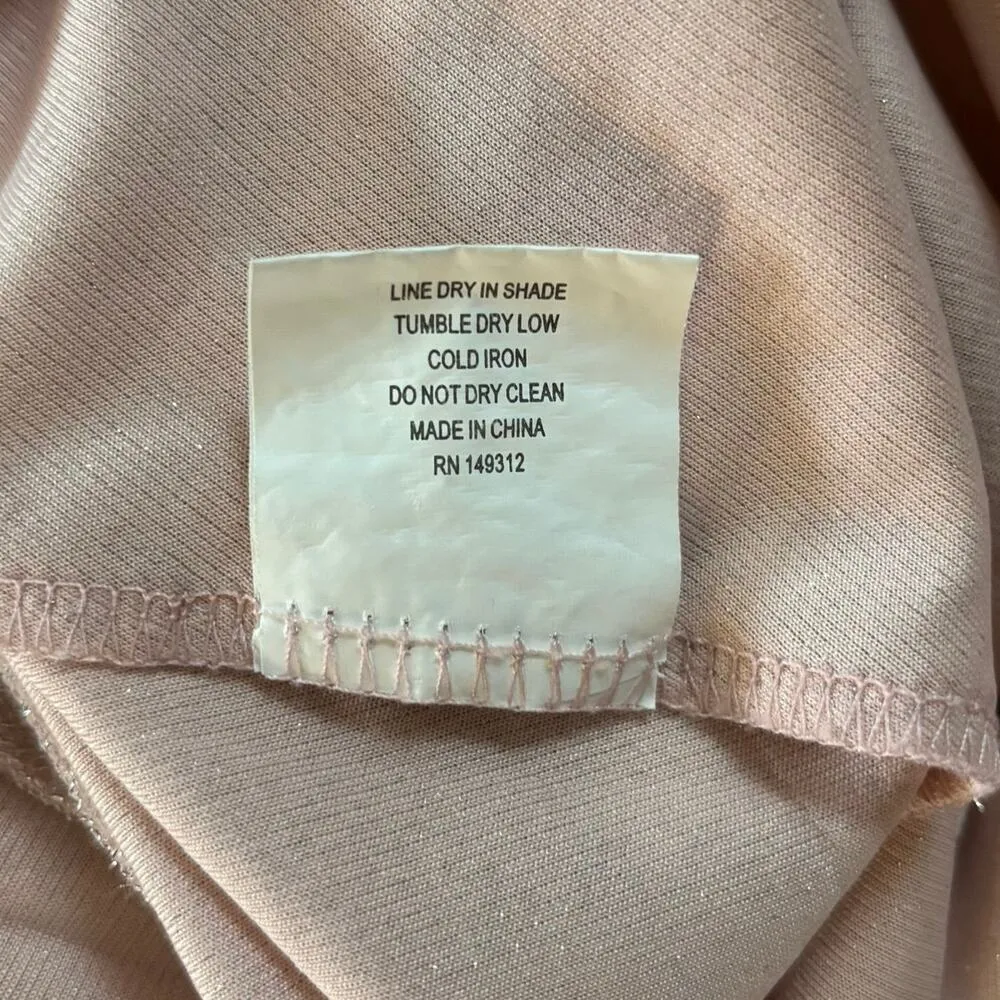 LINE DRY IN SHADE
TUMBLE DRY LOW
COLD IRON
DO NOT DRY CLEAN
MADE IN CHINA
RN 149312